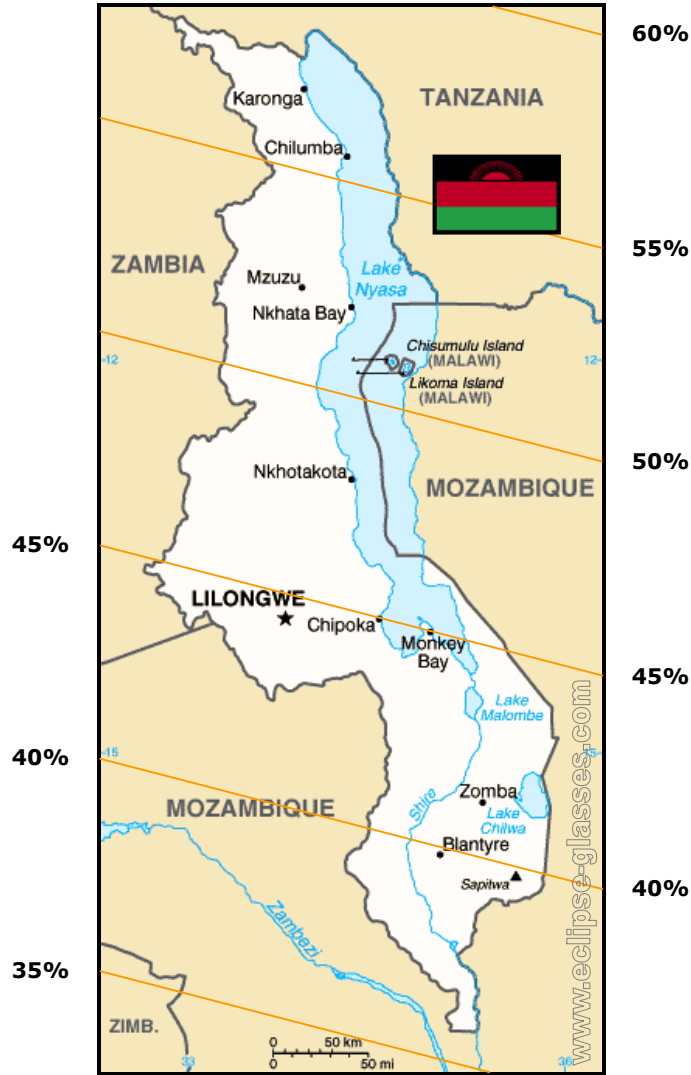 60%
TANZANIA
Karonga
Chilumba
55%
ZAMBIA
Mzuzu
Lake
Nyasa
Nkhata Bay
Chisumulu Island
(MALAWI)
12
12
Likoma Island
(MALAWI)
50%
Nkhotakota
MOZAMBIQUE
45%
LILONGWE
Chipoka
Monkey
Bay
45%
Lake
Malombe
40%
15
15
Zomba
Shire
Lake
Chilwa
MOZAMBIQUE
Blantyre
Sapitwa
40%
Zambezi
35%
www.eclipse-glasses.com
ZIMB.
33
0 50 km
0 50 mi
36